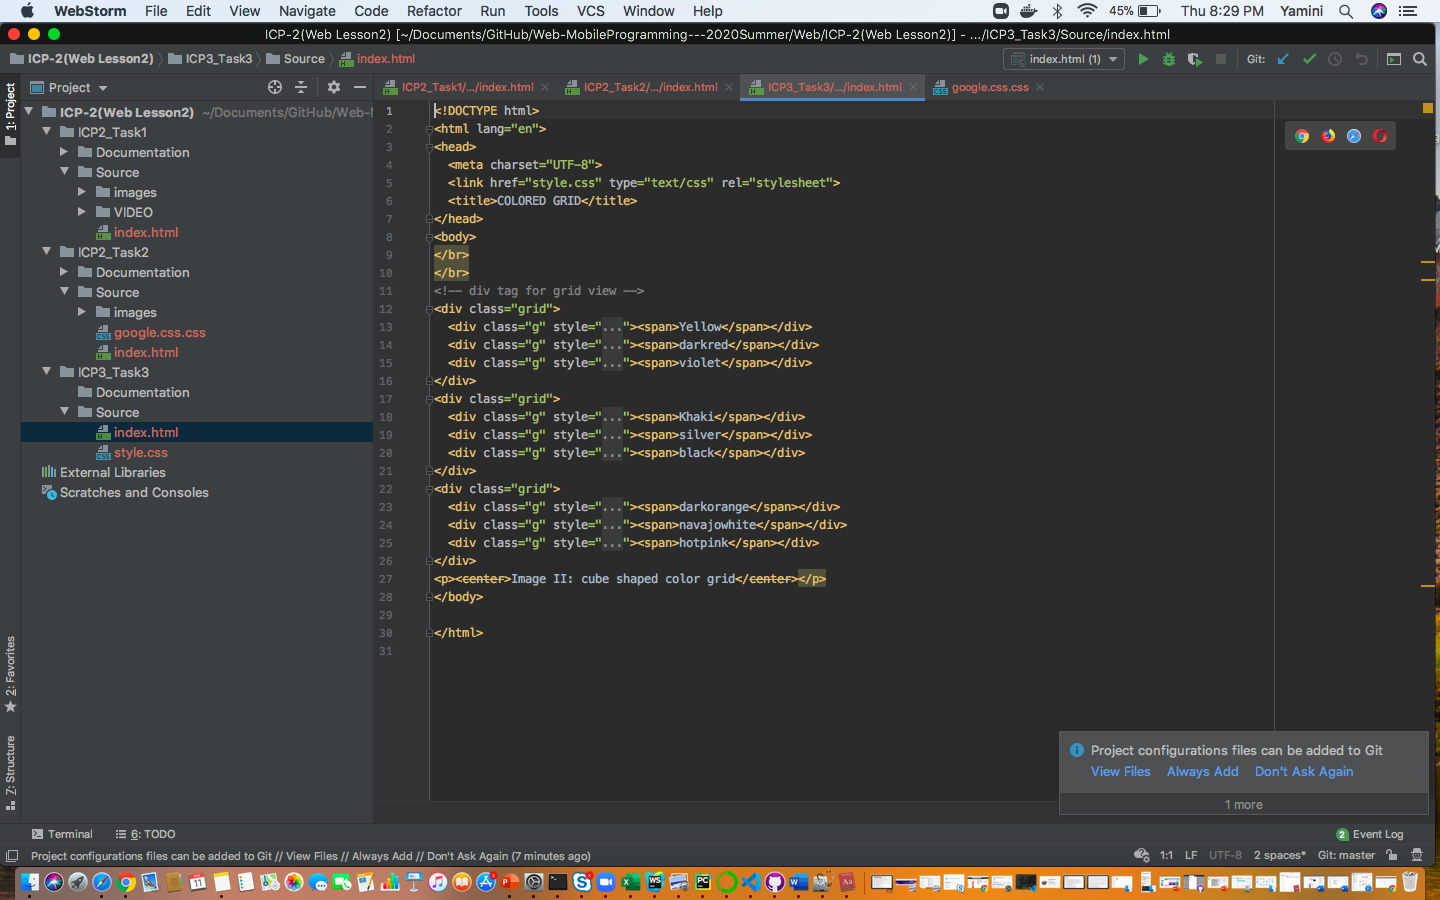 WebStorm File Edit View Navigate Code Refactor Run Tools VCS Window Help 45% Thu 8:29 PM Yamini
ICP-2(Web Lesson2) [~/Documents/GitHub/Web-MobileProgramming---2020Summer/Web/ICP-2(Web Lesson2)] - .../ICP3_Task3/Source/index.html
ICP-2(Web Lesson2) ICP3_Task3 Source index.html index.html (1) Git:
1: Project
Project
ICP2_Task1/.../index.html ICP2_Task2/.../index.html ICP3_Task3/.../index.html google.css.css
ICP-2(Web Lesson2) ~/Documents/GitHub/Web-
ICP2_Task1
Documentation
Source
images
VIDEO
index.html
ICP2_Task2
Documentation
Source
images
google.css.css
index.html
ICP3_Task3
Documentation
Source
index.html
style.css
External Libraries
Scratches and Consoles
1 <!DOCTYPE html>
2 <html lang="en">
3 <head>
4 <meta charset="UTF-8">
5 <link href="style.css" type="text/css" rel="stylesheet">
6 <title>COLORED GRID</title>
7 </head>
8 <body>
9 </br>
10 </br>
11 <!-- div tag for grid view -->
12 <div class="grid">
13 <div class="g" style="..."><span>Yellow</span></div>
14 <div class="g" style="..."><span>darkred</span></div>
15 <div class="g" style="..."><span>violet</span></div>
16 </div>
17 <div class="grid">
18 <div class="g" style="..."><span>Khaki</span></div>
19 <div class="g" style="..."><span>silver</span></div>
20 <div class="g" style="..."><span>black</span></div>
21 </div>
22 <div class="grid">
23 <div class="g" style="..."><span>darkorange</span></div>
24 <div class="g" style="..."><span>navajowhite</span></div>
25 <div class="g" style="..."><span>hotpink</span></div>
26 </div>
27 <p><center>Image II: cube shaped color grid</center></p>
28 </body>
29
30 </html>
31
2: Favorites
7: Structure
Project configurations files can be added to Git
View Files Always Add Don't Ask Again
1 more
Terminal 6: TODO 2 Event Log
Project configurations files can be added to Git // View Files // Always Add // Don't Ask Again (7 minutes ago) 1:1 LF UTF-8 2 spaces* Git: master